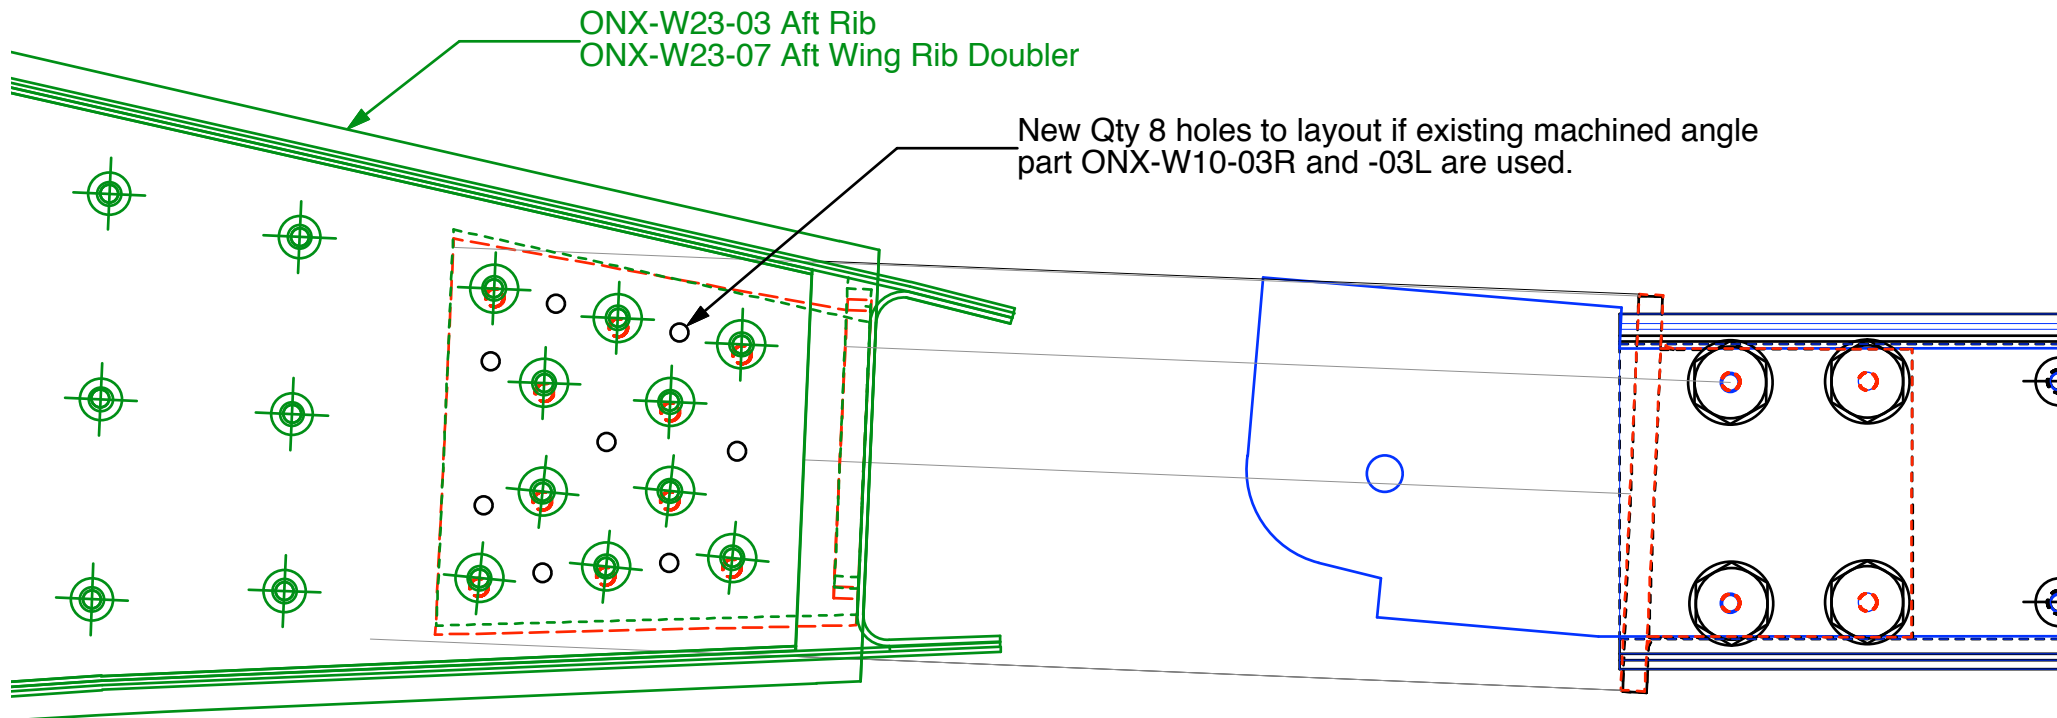 ONX-W23-03 Aft Rib
ONX-W23-07 Aft Wing Rib Doubler
New Qty 8 holes to layout if existing machined angle
part ONX-W10-03R and -03L are used.